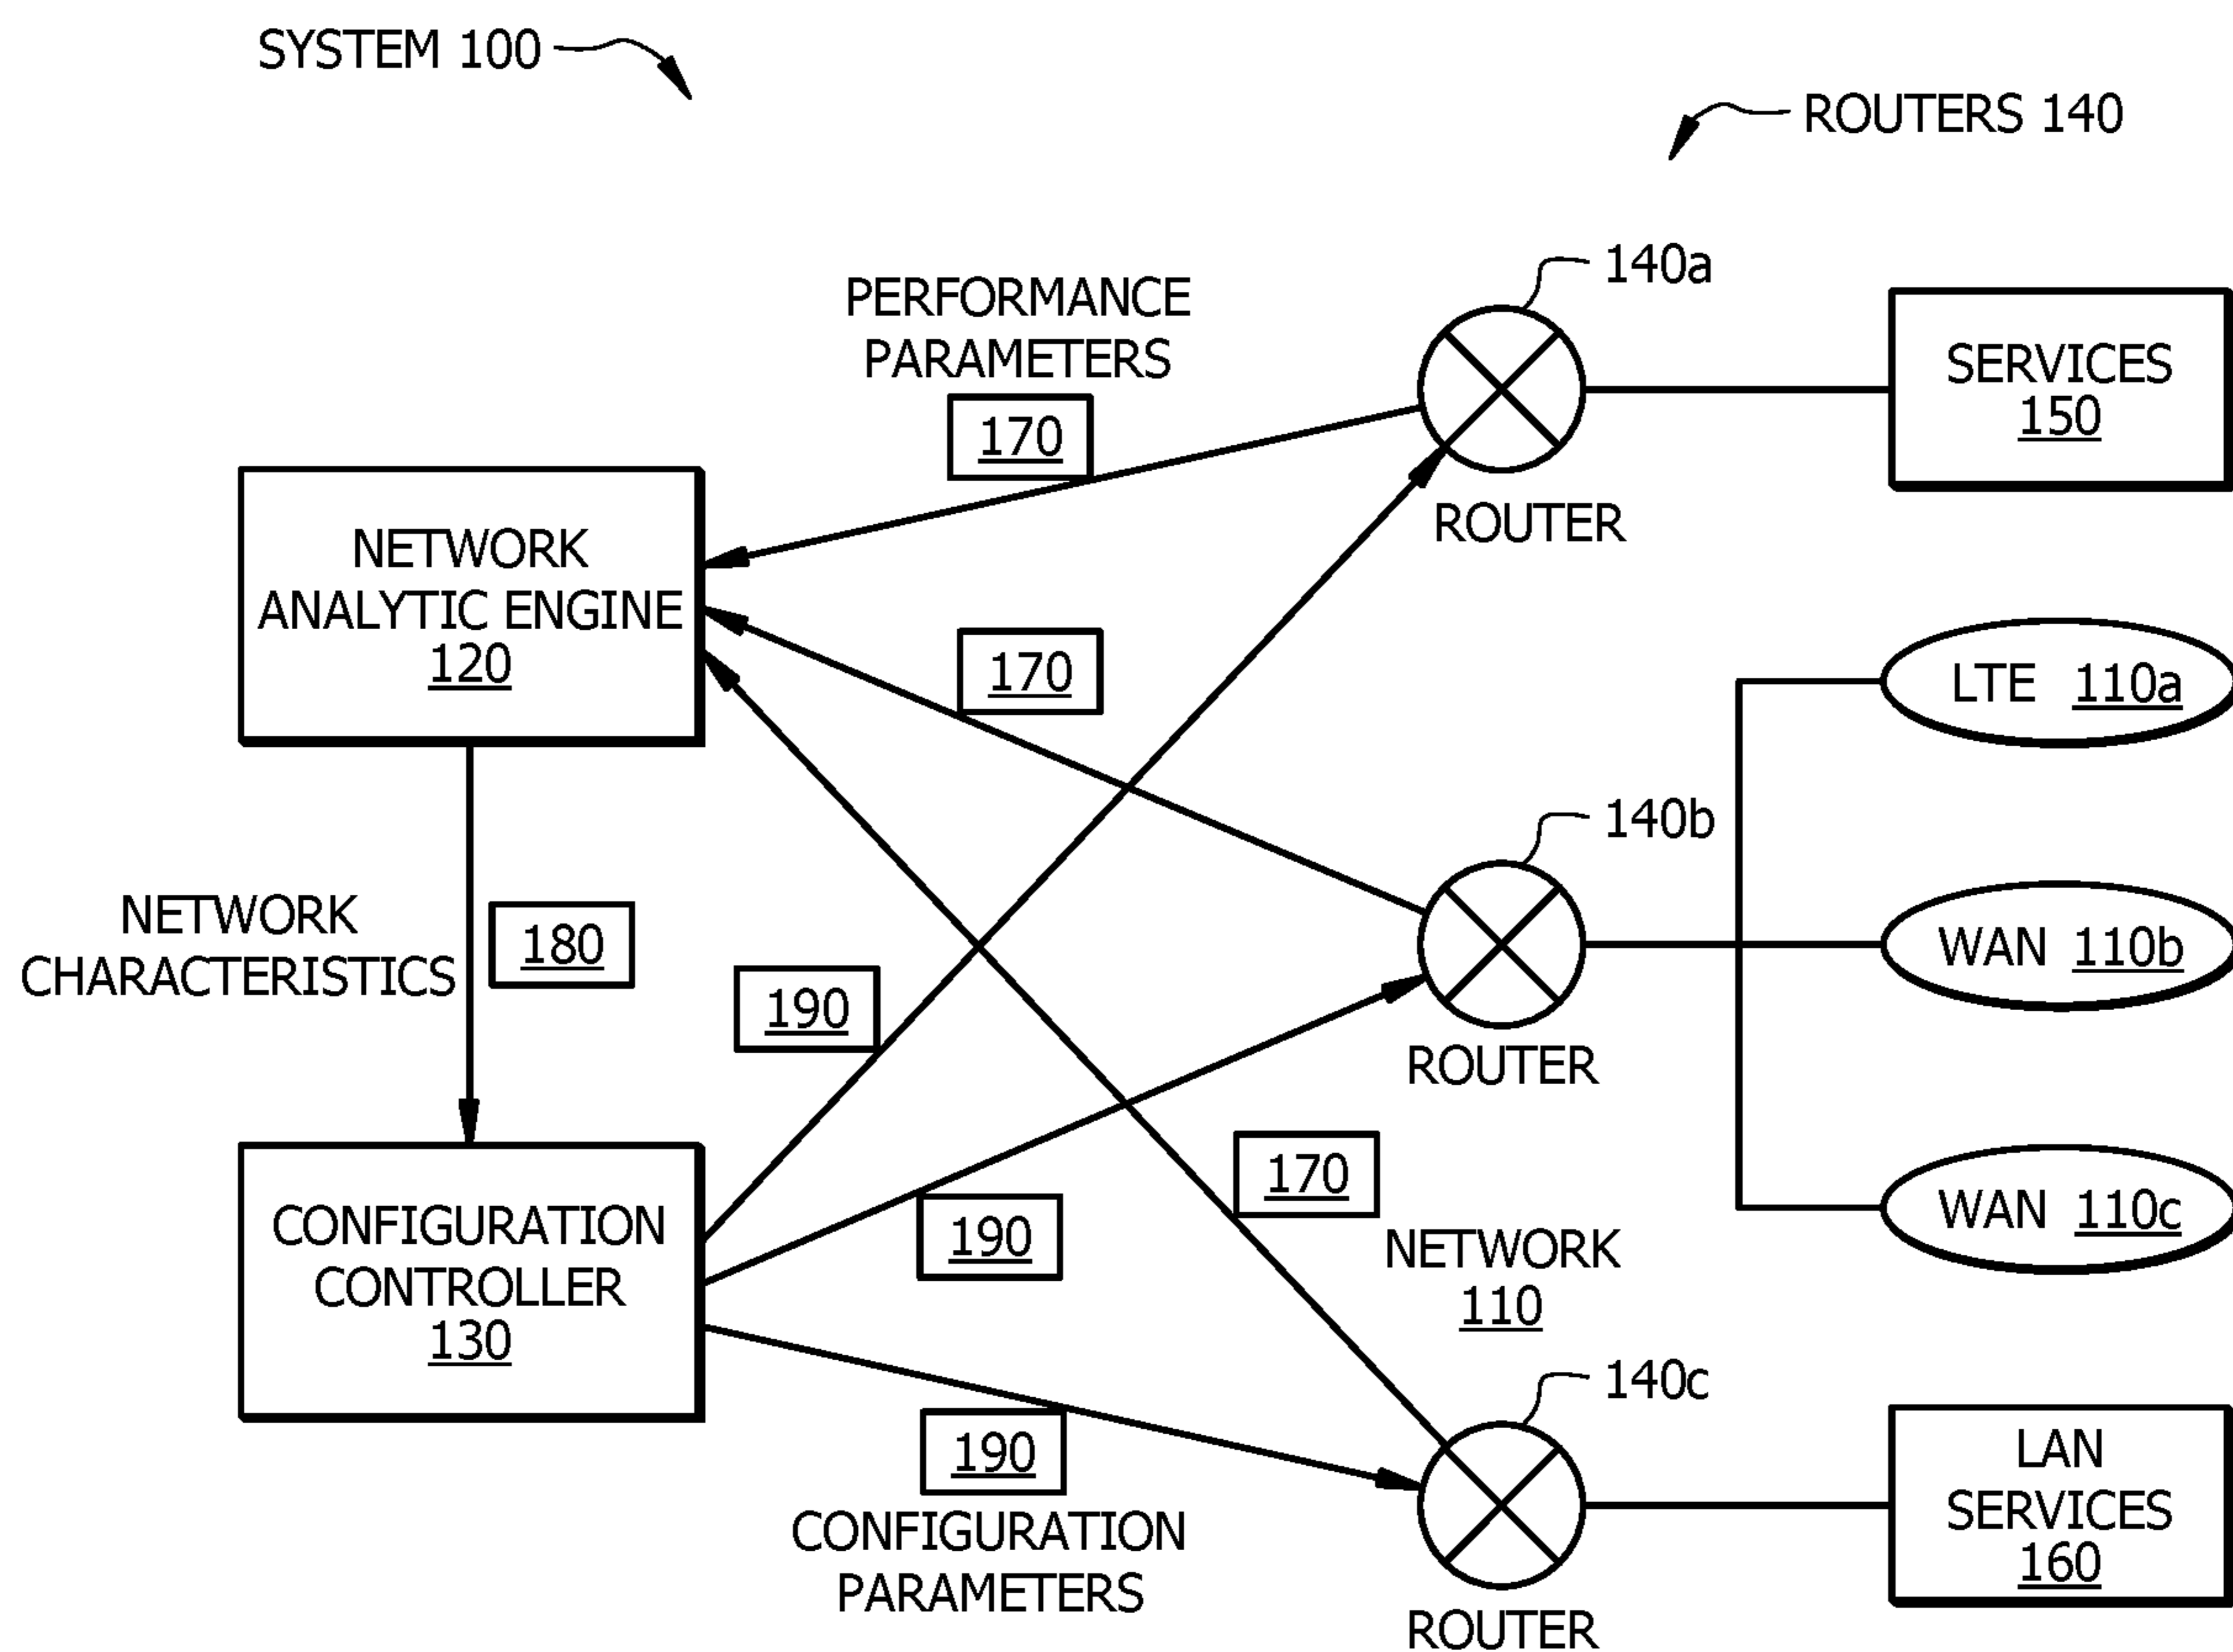 SYSTEM 100
ROUTERS 140
140a
PERFORMANCE
PARAMETERS
170
ROUTER
SERVICES
150
NETWORK
ANALYTIC ENGINE
120
170
LTE 110a
140b
ROUTER
WAN 110b
NETWORK
CHARACTERISTICS
180
190
WAN 110c
170
CONFIGURATION
CONTROLLER
130
190
NETWORK
110
140c
190
CONFIGURATION
PARAMETERS
ROUTER
LAN
SERVICES
160